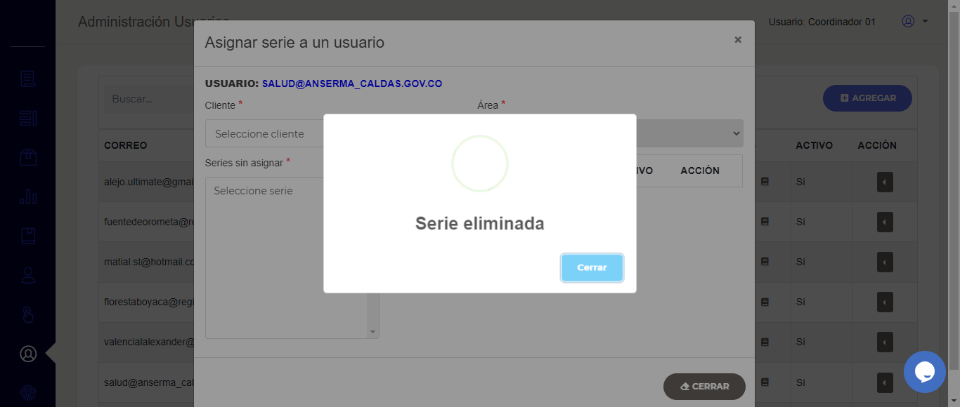 Administración Usuarios
Usuario: Coordinador 01
Asignar serie a un usuario
×
USUARIO: SALUD@ANSERMA_CALDAS.GOV.CO
Cliente *
Área *
Buscar...
AGREGAR
Seleccione cliente
CORREO
ACTIVO
ACCIÓN
Series sin asignar *
IVO
ACCIÓN
Seleccione serie
alejo.ultimate@gmai
Si
fuentedeorometa@re
Si
Serie eliminada
matial.st@hotmail.co
Si
Cerrar
florestaboyaca@regi
Si
valencialalexander@
Si
salud@anserma_cal
Si
CERRAR